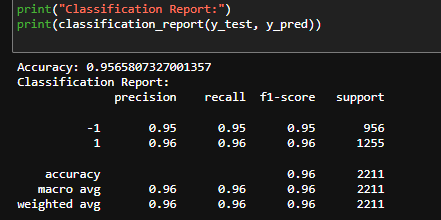 print("Classification Report:")
print(classification_report(y_test, y_pred))
Accuracy: 0.9565807327001357
Classification Report:
precision recall f1-score support
-1 0.95 0.95 0.95 956
1 0.96 0.96 0.96 1255
accuracy 0.96 2211
macro avg 0.96 0.96 0.96 2211
weighted avg 0.96 0.96 0.96 2211